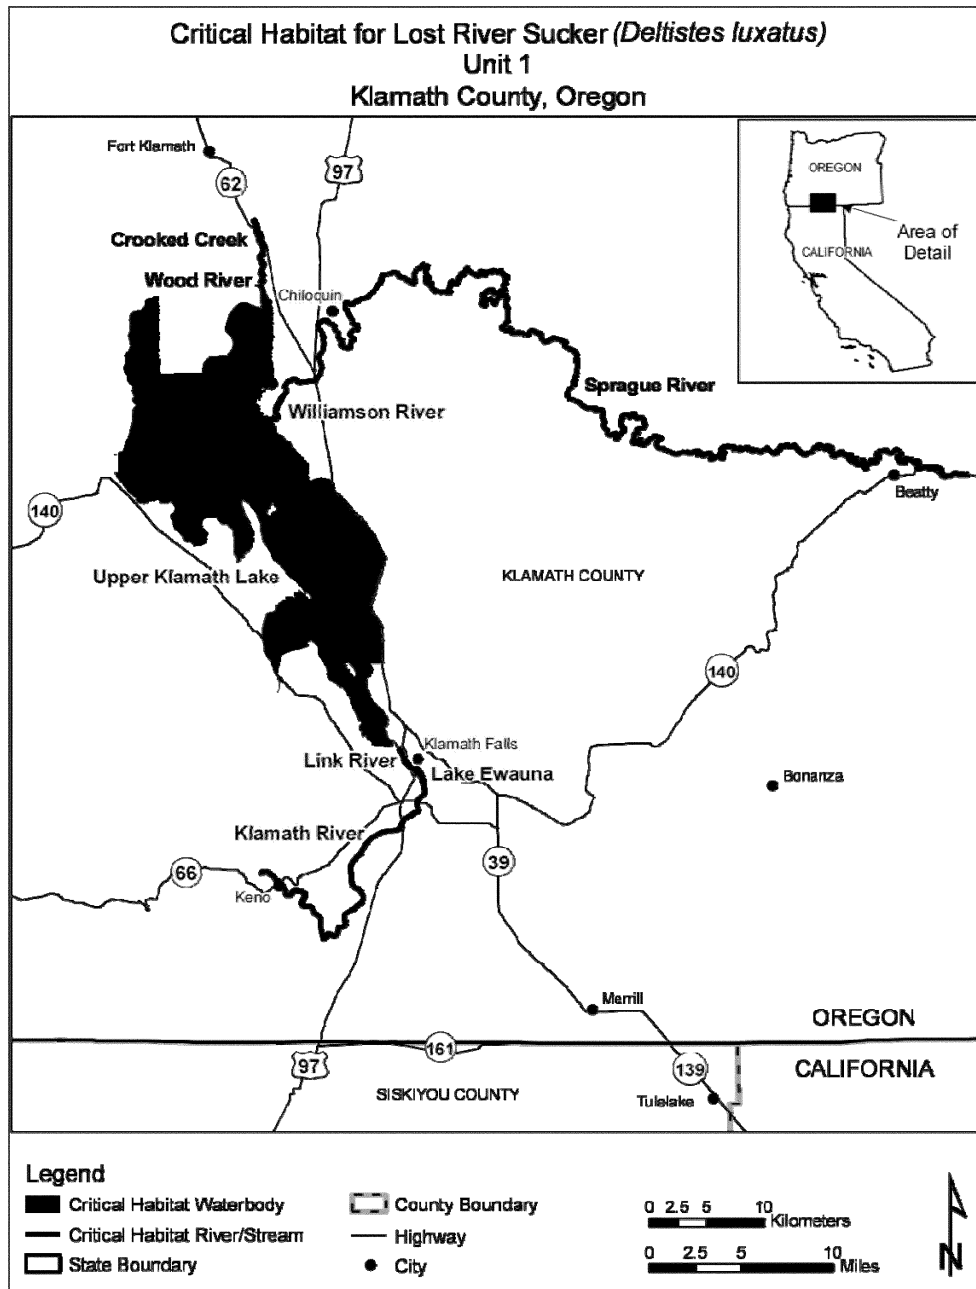 Critical Habitat for Lost River Sucker (Deltistes luxatus)
Unit 1
Klamath County, Oregon
Fort Klamath
62
97
Crooked Creek
Wood River
Chiloquin
Williamson River
Sprague River
Beatty
140
Upper Klamath Lake
KLAMATH COUNTY
140
Klamath Falls
Link River
Lake Ewauna
Bonanza
Klamath River
39
66
Keno
Merrill
OREGON
161
97
139
CALIFORNIA
SISKIYOU COUNTY
Tulelake
OREGON
Area of
Detail
CALIFORNIA
Legend
Critical Habitat Waterbody
Critical Habitat River/Stream
State Boundary
County Boundary
Highway
City
0 2.5 5 10
Kilometers
0 2.5 5 10
Miles
N